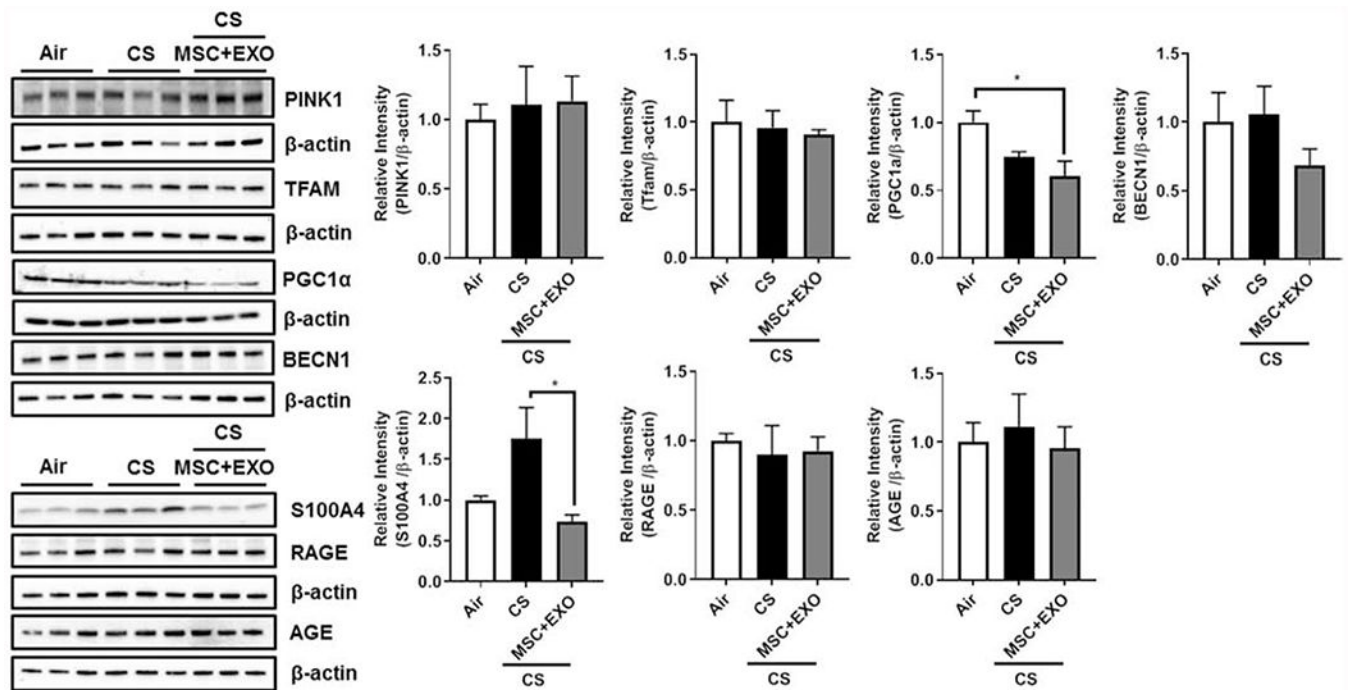 CS
Air CS MSC+EXO
PINK1
β-actin
TFAM
β-actin
PGC1α
β-actin
BECN1
β-actin
CS
Air CS MSC+EXO
S100A4
RAGE
β-actin
AGE
β-actin
Relative Intensity
(PINK1/β-actin)
1.5
1.0
0.5
0.0
Air
CS
MSC+EXO
CS
Relative Intensity
(Tfam/β-actin)
1.5
1.0
0.5
0.0
Air
CS
MSC+EXO
CS
Relative Intensity
(PGC1a/β-actin)
1.5
1.0
0.5
0.0
*
Air
CS
MSC+EXO
CS
Relative Intensity
(BECN1/β-actin)
1.5
1.0
0.5
0.0
Air
CS
MSC+EXO
CS
Relative Intensity
(S100A4 /β-actin)
2.5
2.0
1.5
1.0
0.5
0.0
*
Air
CS
MSC+EXO
CS
Relative Intensity
(RAGE /β-actin)
1.5
1.0
0.5
0.0
Air
CS
MSC+EXO
CS
Relative Intensity
(AGE /β-actin)
1.5
1.0
0.5
0.0
Air
CS
MSC+EXO
CS